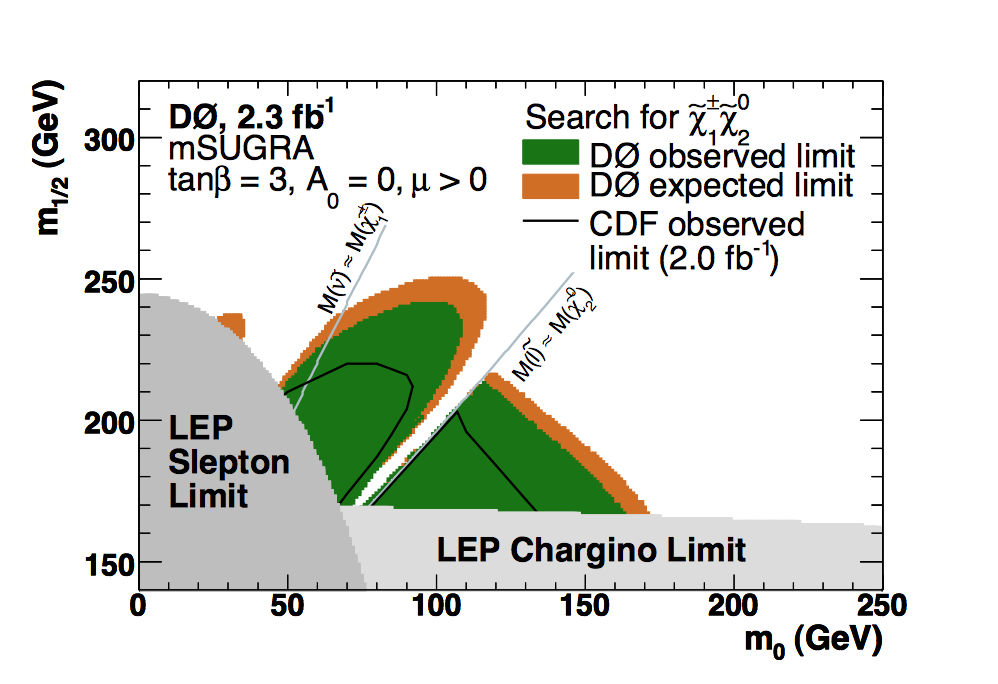 DØ, 2.3 fb⁻¹
mSUGRA
tanβ = 3, A₀ = 0, μ > 0
Search for χ̃₁±χ̃₂⁰
DØ observed limit
DØ expected limit
CDF observed
limit (2.0 fb⁻¹)
M(ν̃) ≈ M(χ̃₁±)
M(l̃) ≈ M(χ̃₂⁰)
LEP
Slepton
Limit
LEP Chargino Limit
m₁/₂ (GeV)
300
250
200
150
0 50 100 150 200 250
m₀ (GeV)